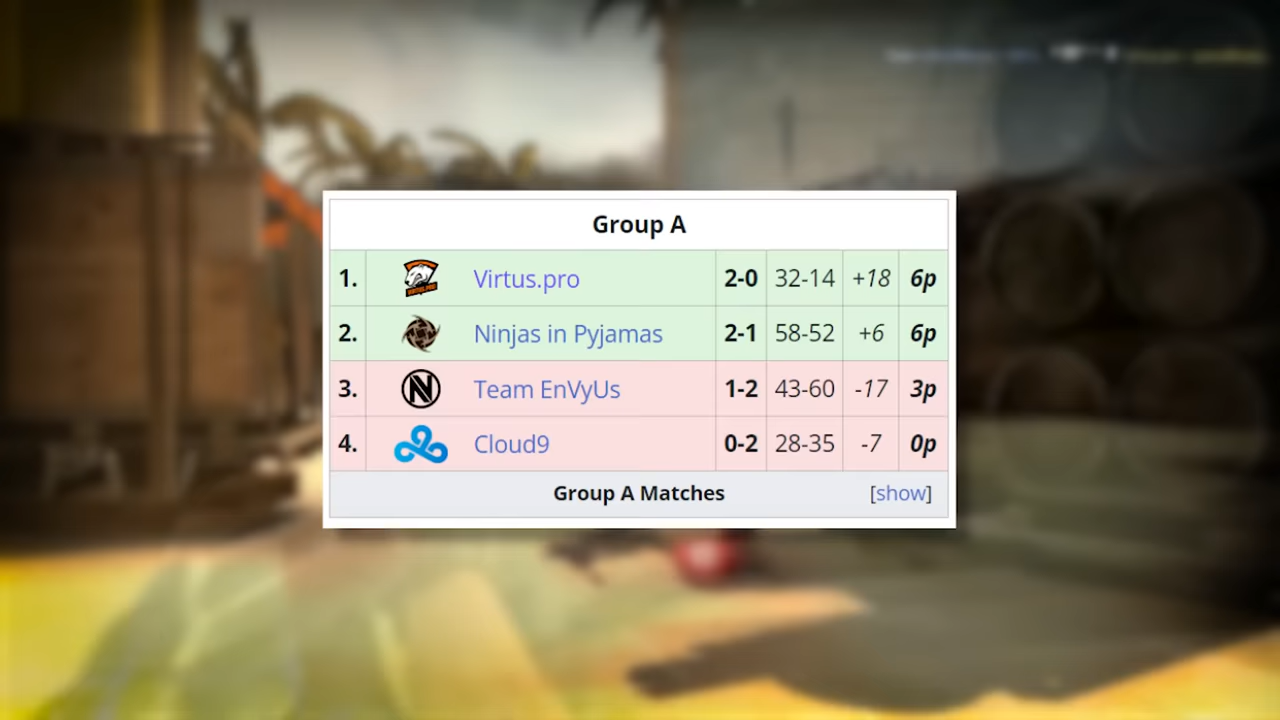 Group A
1. Virtus.pro 2-0 32-14 +18 6p
2. Ninjas in Pyjamas 2-1 58-52 +6 6p
3. Team EnVyUs 1-2 43-60 -17 3p
4. Cloud9 0-2 28-35 -7 0p
Group A Matches [show]